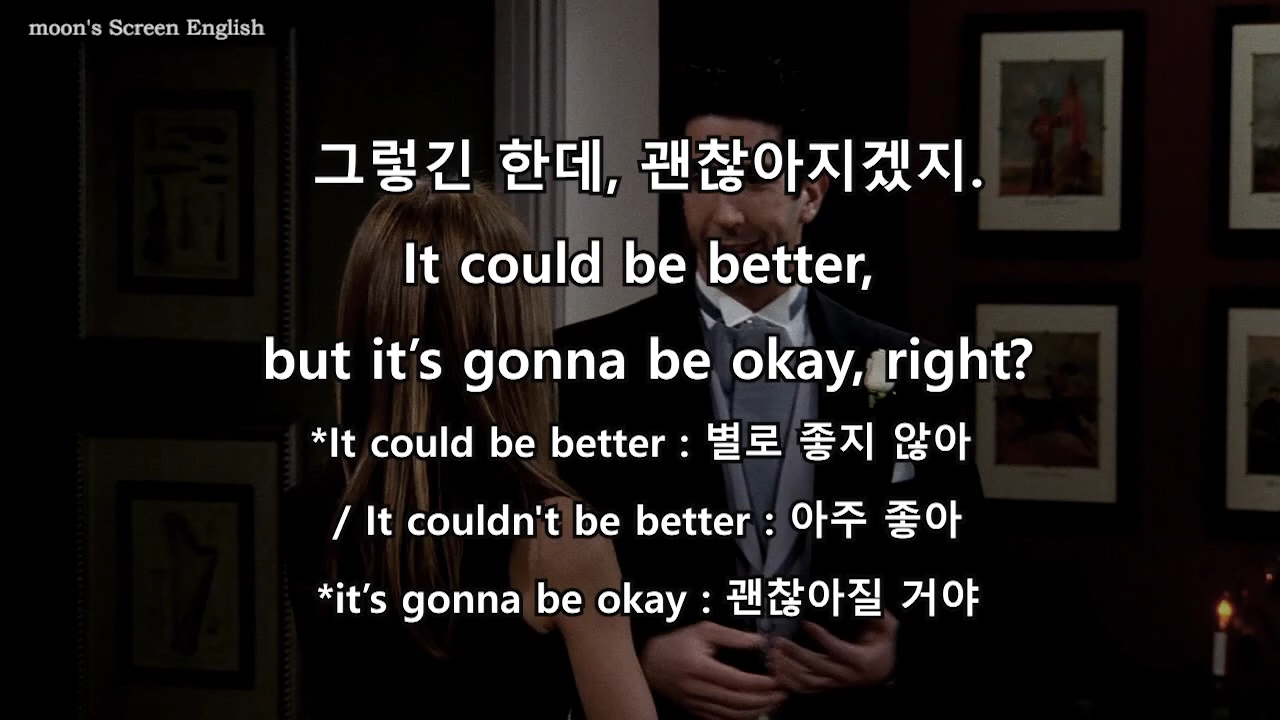 moon's Screen English
그렇긴 한데, 괜찮아지겠지.
It could be better,
but it’s gonna be okay, right?
*It could be better : 별로 좋지 않아
/ It couldn't be better : 아주 좋아
*it’s gonna be okay : 괜찮아질 거야